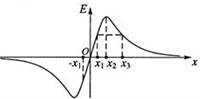 E
O
-x₁ x₁ x₂ x₃ x